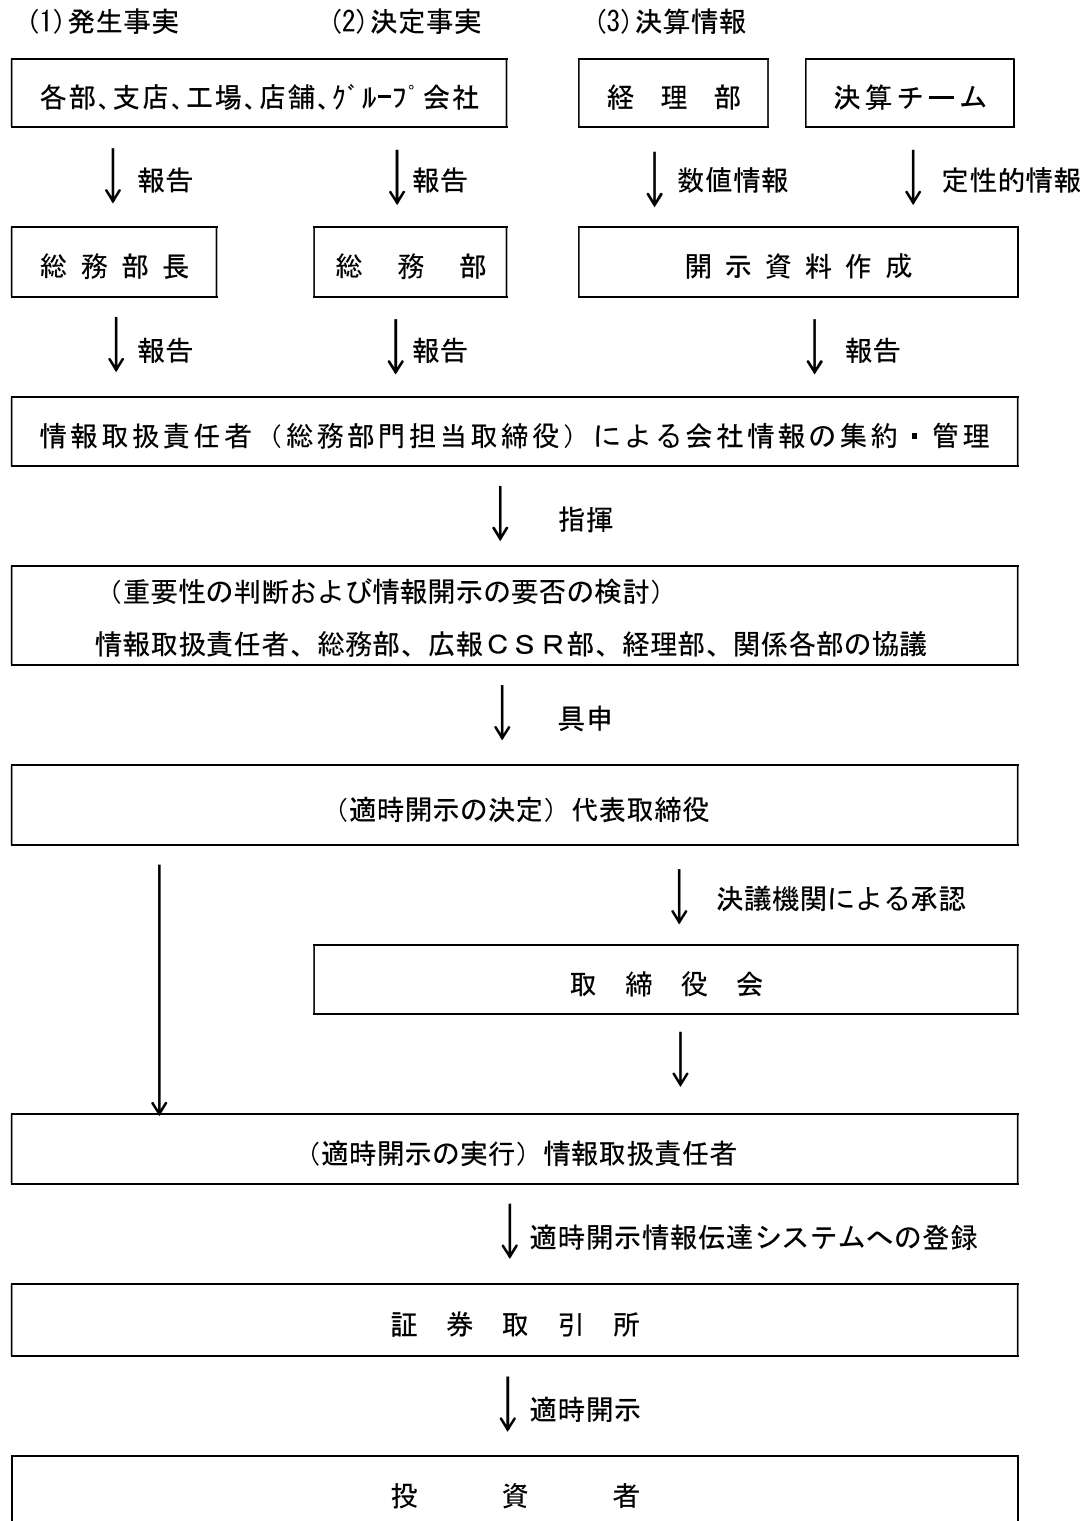 (1)発生事実 (2)決定事実 (3)決算情報
各部、支店、工場、店舗、ｸﾞﾙｰﾌﾟ会社 経理部 決算チーム
報告 報告 数値情報 定性的情報
総務部長 総務部 開示資料作成
報告 報告 報告
情報取扱責任者（総務部門担当取締役）による会社情報の集約・管理
指揮
（重要性の判断および情報開示の要否の検討）
情報取扱責任者、総務部、広報ＣＳＲ部、経理部、関係各部の協議
具申
（適時開示の決定）代表取締役
決議機関による承認
取締役会
（適時開示の実行）情報取扱責任者
適時開示情報伝達システムへの登録
証券取引所
適時開示
投資者